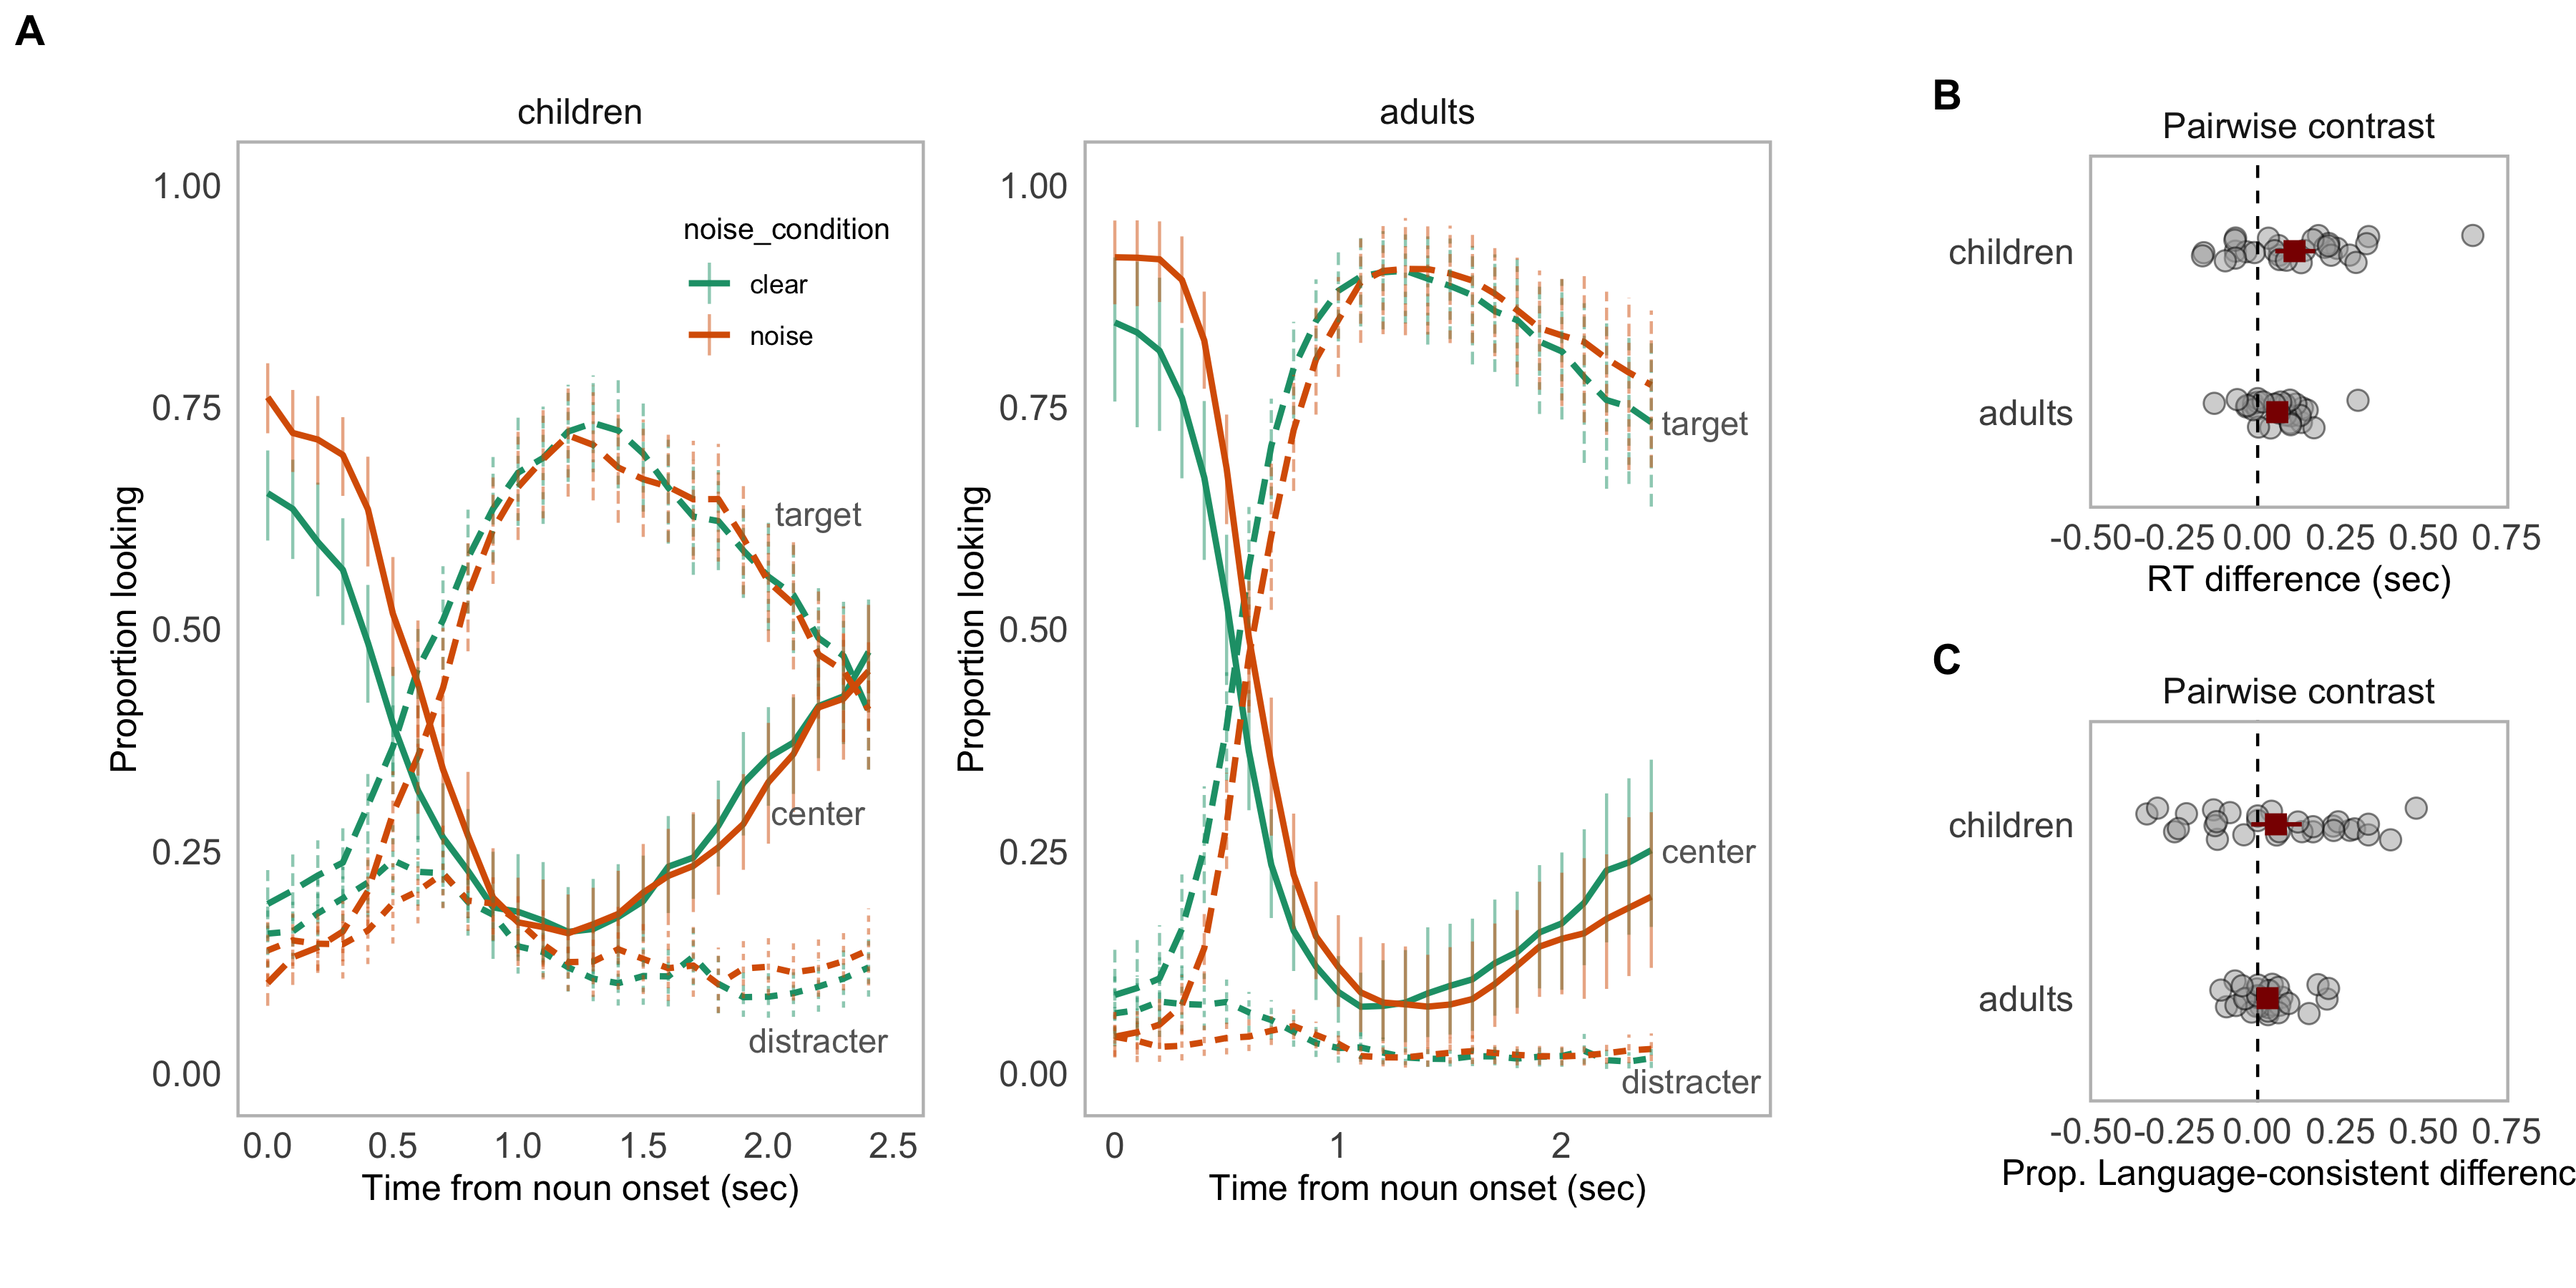 A
children
1.00
0.75
0.50
0.25
0.00
Proportion looking
noise_condition
clear
noise
target
center
distracter
0.0 0.5 1.0 1.5 2.0 2.5
Time from noun onset (sec)
adults
1.00
0.75
0.50
0.25
0.00
Proportion looking
target
center
distracter
0 1 2
Time from noun onset (sec)
B
Pairwise contrast
children
adults
-0.50 -0.25 0.00 0.25 0.50 0.75
RT difference (sec)
C
Pairwise contrast
children
adults
-0.50 -0.25 0.00 0.25 0.50 0.75
Prop. Language-consistent differenc